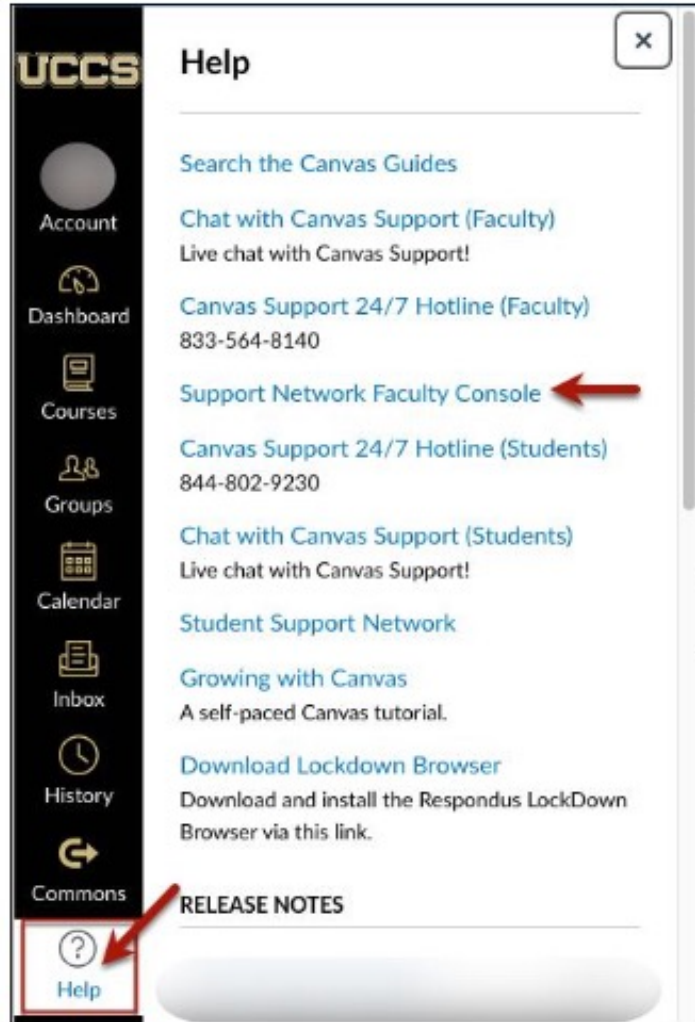 UCCS
Account
Dashboard
Courses
Groups
Calendar
Inbox
History
Commons
Help
Help
Search the Canvas Guides
Chat with Canvas Support (Faculty)
Live chat with Canvas Support!
Canvas Support 24/7 Hotline (Faculty)
833-564-8140
Support Network Faculty Console
Canvas Support 24/7 Hotline (Students)
844-802-9230
Chat with Canvas Support (Students)
Live chat with Canvas Support!
Student Support Network
Growing with Canvas
A self-paced Canvas tutorial.
Download Lockdown Browser
Download and install the Respondus LockDown
Browser via this link.
RELEASE NOTES